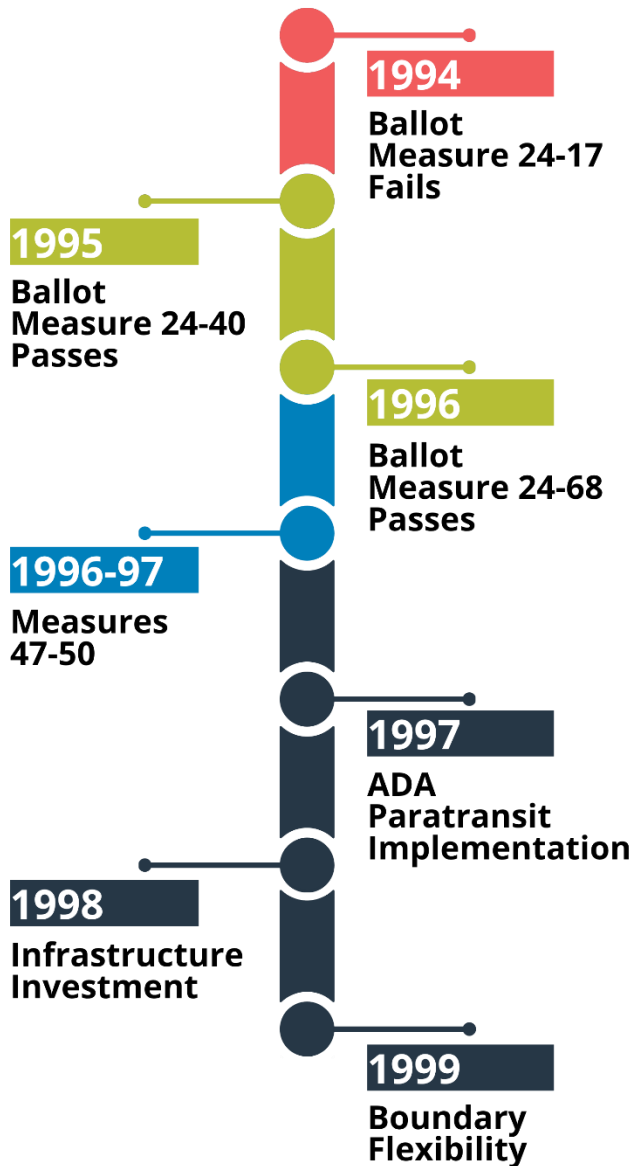 1994
Ballot
Measure 24-17
Fails
1995
Ballot
Measure 24-40
Passes
1996
Ballot
Measure 24-68
Passes
1996-97
Measures
47-50
1997
ADA
Paratransit
Implementation
1998
Infrastructure
Investment
1999
Boundary
Flexibility